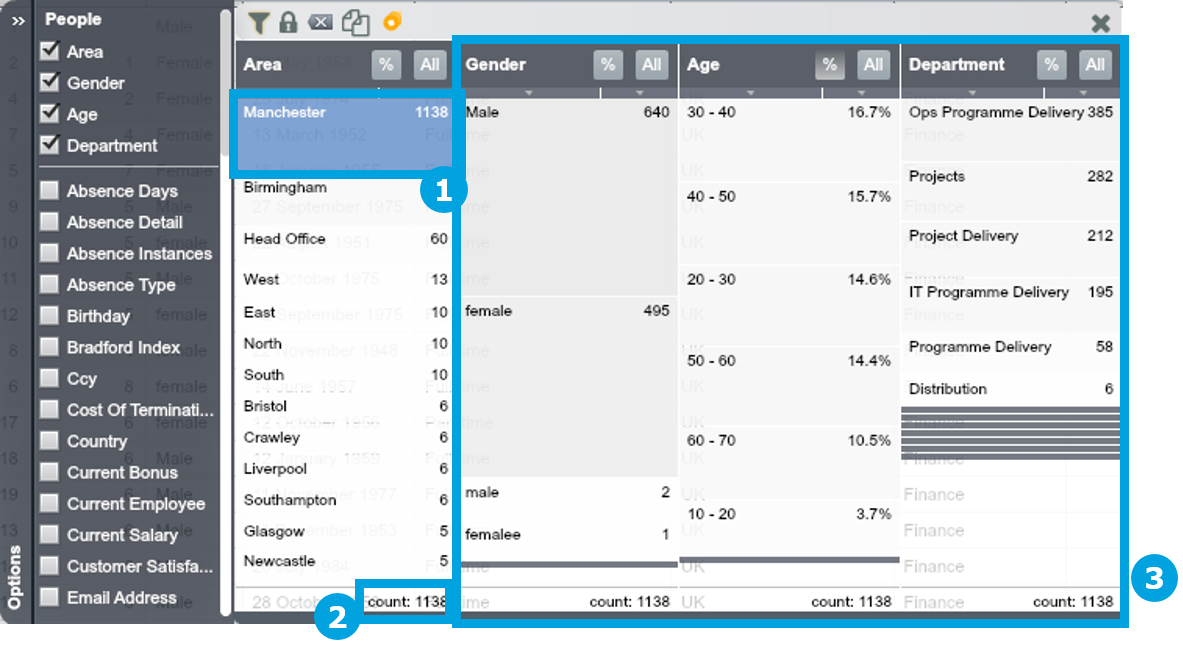 People
Area
Gender
Age
Department
Absence Days
Absence Detail
Absence Instances
Absence Type
Birthday
Bradford Index
Ccy
Cost Of Terminati...
Country
Current Bonus
Current Employee
Current Salary
Customer Satisfa...
Email Address
Options
Area % All
Manchester 1138
Birmingham
Head Office 60
West 13
East 10
North 10
South 10
Bristol 6
Crawley 6
Liverpool 6
Southampton 6
Glasgow 5
Newcastle 5
count: 1138
Gender % All
Male 640
female 495
male 2
femalee 1
count: 1138
Age % All
30 - 40 16.7%
40 - 50 15.7%
20 - 30 14.6%
50 - 60 14.4%
60 - 70 10.5%
10 - 20 3.7%
count: 1138
Department % All
Ops Programme Delivery 385
Projects 282
Project Delivery 212
IT Programme Delivery 195
Programme Delivery 58
Distribution 6
count: 1138
1
2
3